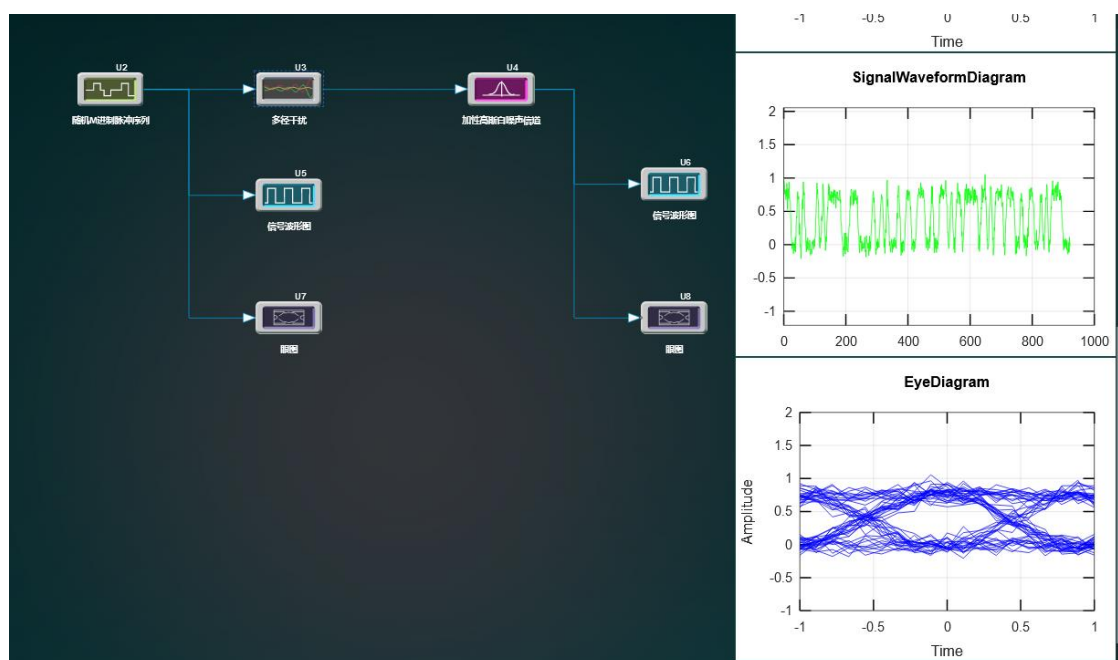 U2
随机M进制脉冲序列
U3
多径干扰
U4
加性高斯白噪声信道
U5
信号波形图
U6
信号波形图
U7
眼图
U8
眼图
-1 -0.5 0 0.5 1
Time
SignalWaveformDiagram
2
1.5
1
0.5
0
-0.5
-1
0 200 400 600 800 1000
EyeDiagram
Amplitude
2
1.5
1
0.5
0
-0.5
-1
-1 -0.5 0 0.5 1
Time